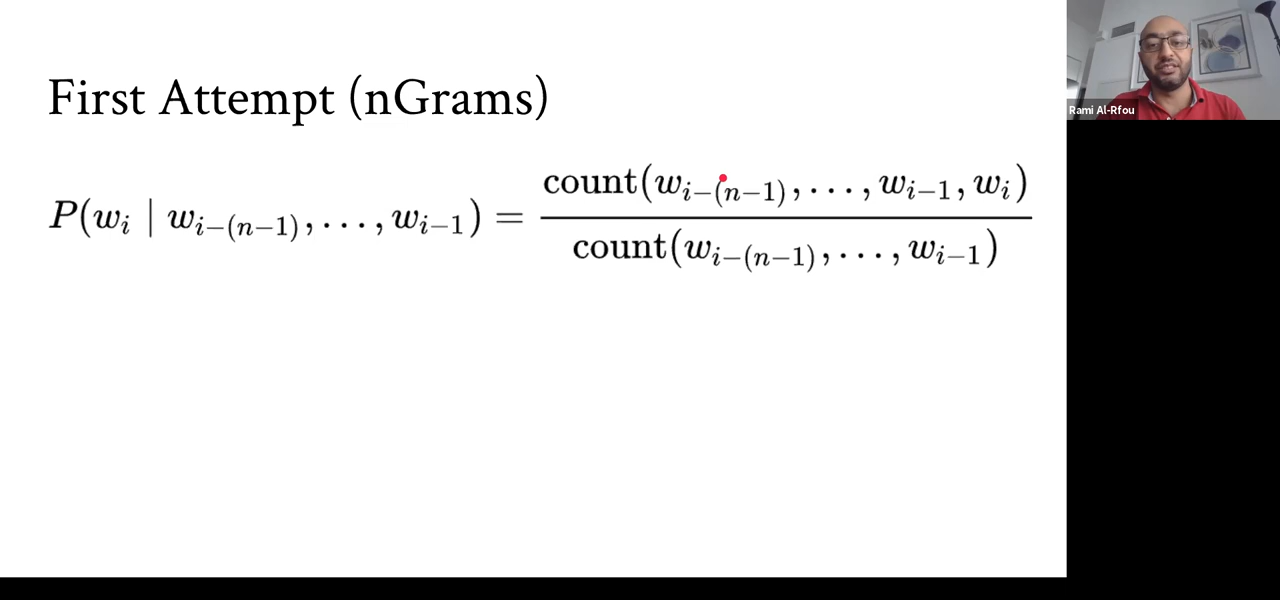 First Attempt (nGrams)
P(w_i | w_{i-(n-1)}, ..., w_{i-1}) = \frac{count(w_{i-(n-1)}, ..., w_{i-1}, w_i)}{count(w_{i-(n-1)}, ..., w_{i-1})}
Rami Al-Rfou